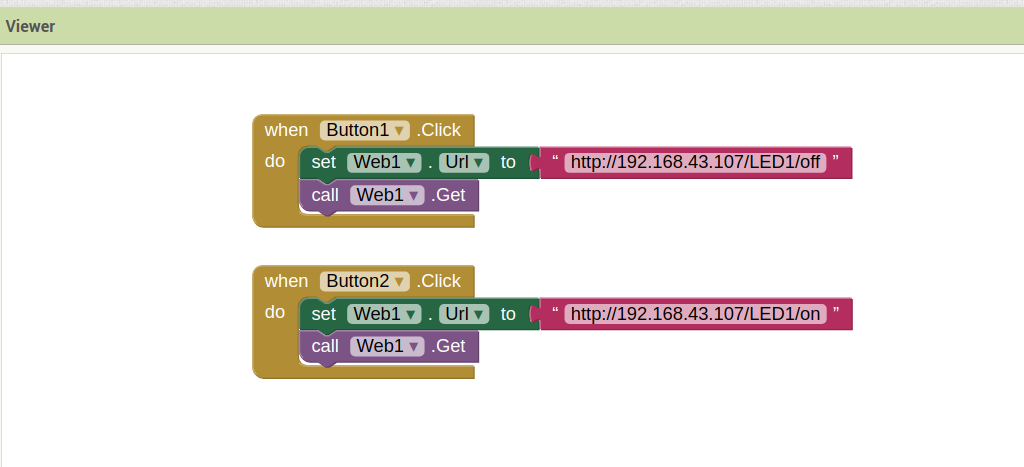 Viewer
when Button1 ▾ .Click
do set Web1 ▾ . Url ▾ to “ http://192.168.43.107/LED1/off ”
call Web1 ▾ .Get
when Button2 ▾ .Click
do set Web1 ▾ . Url ▾ to “ http://192.168.43.107/LED1/on ”
call Web1 ▾ .Get